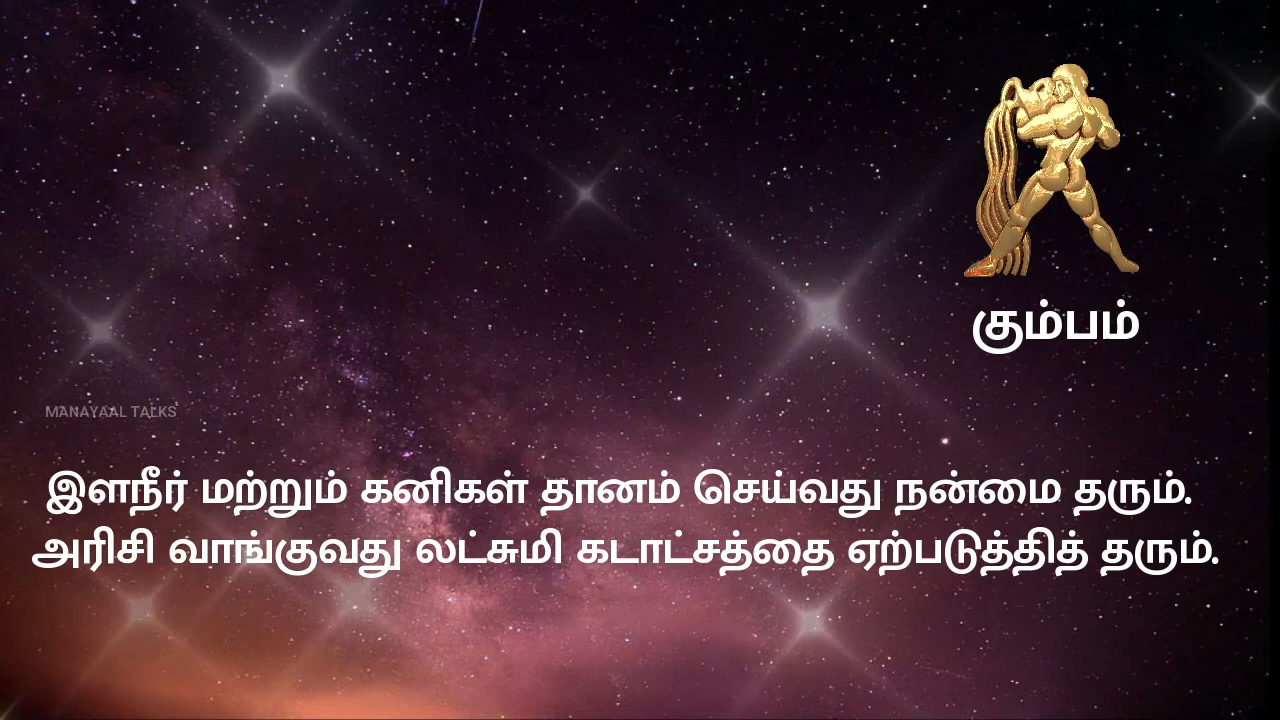 கும்பம்
MANAYAAL TALKS
இளநீர் மற்றும் கனிகள் தானம் செய்வது நன்மை தரும்.
அரிசி வாங்குவது லட்சுமி கடாட்சத்தை ஏற்படுத்தித் தரும்.